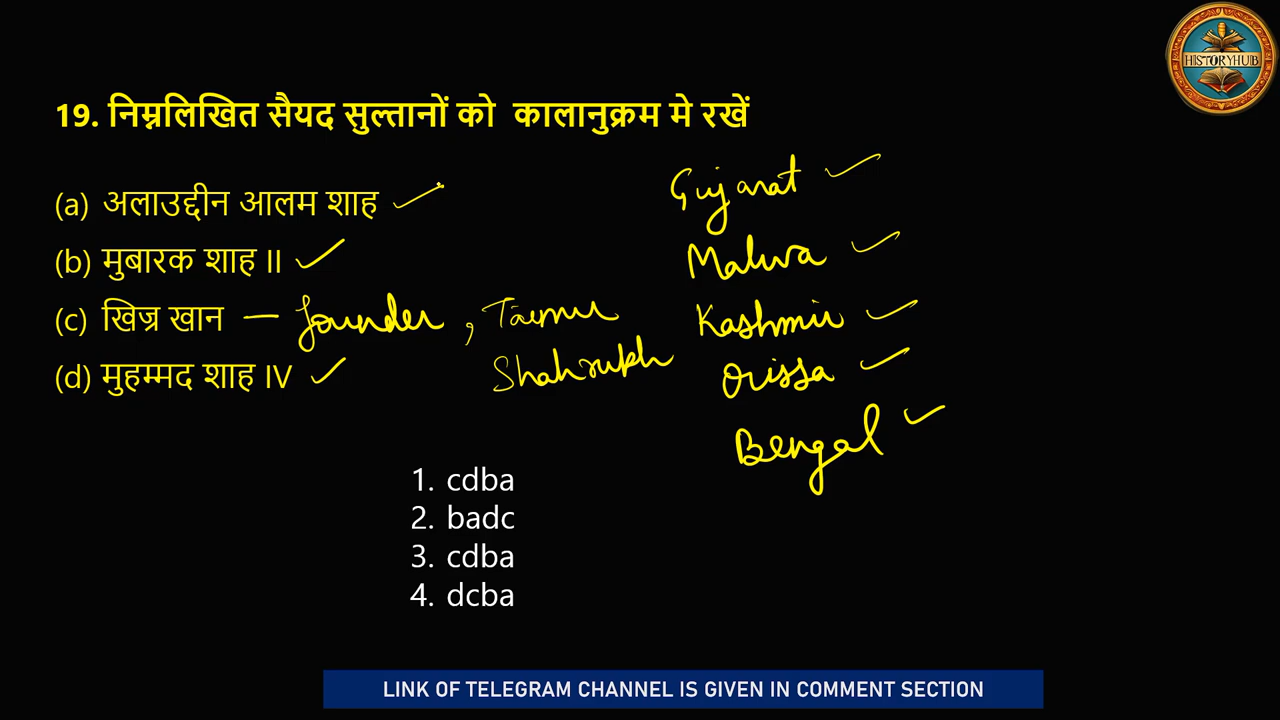 HISTORYHUB
19. निम्नलिखित सैयद सुल्तानों को कालानुक्रम मे रखें
(a) अलाउद्दीन आलम शाह
(b) मुबारक शाह II
(c) खिज्र खान — founder, Taimur
Shahrukh
(d) मुहम्मद शाह IV
Gujarat
Malwa
Kashmir
Orissa
Bengal
1. cdba
2. badc
3. cdba
4. dcba
LINK OF TELEGRAM CHANNEL IS GIVEN IN COMMENT SECTION